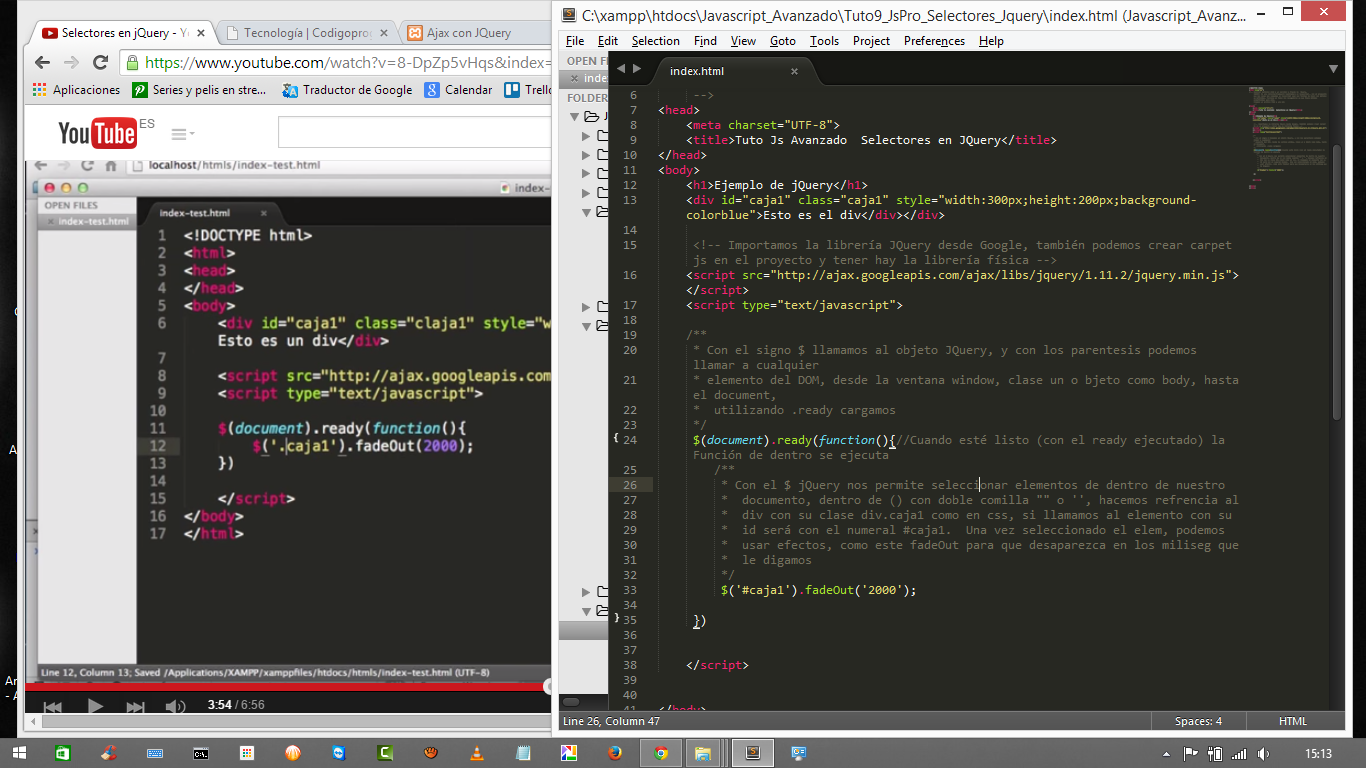 Selectores en jQuery - Yo
Tecnología | Codigopro
Ajax con JQuery
https://www.youtube.com/watch?v=8-DpZp5vHqs&index=
Aplicaciones
Series y pelis en stre...
Traductor de Google
Calendar
Trello
YouTube ES
localhost/htmls/index-test.html
index-
OPEN FILES
index-test.html
index-test.html
1 <!DOCTYPE html>
2 <html>
3 <head>
4 </head>
5 <body>
6 <div id="caja1" class="claja1" style="w
Esto es un div</div>
7
8 <script src="http://ajax.googleapis.com
9 <script type="text/javascript">
10
11 $(document).ready(function(){
12 $('.caja1').fadeOut(2000);
13 })
14
15 </script>
16 </body>
17 </html>
Line 12, Column 13; Saved /Applications/XAMPP/xamppfiles/htdocs/htmls/index-test.html (UTF-8)
3:54 / 6:56
C:\xampp\htdocs\Javascript_Avanzado\Tuto9_JsPro_Selectores_Jquery\index.html (Javascript_Avanz...
File Edit Selection Find View Goto Tools Project Preferences Help
OPEN FI
inde
FOLDER
index.html
6 -->
7 <head>
8 <meta charset="UTF-8">
9 <title>Tuto Js Avanzado  Selectores en JQuery</title>
10 </head>
11 <body>
12 <h1>Ejemplo de jQuery</h1>
13 <div id="caja1" class="caja1" style="width:300px;height:200px;background-
colorblue">Esto es el div</div></div>
14
15 <!-- Importamos la librería JQuery desde Google, también podemos crear carpet
js en el proyecto y tener hay la librería física -->
16 <script src="http://ajax.googleapis.com/ajax/libs/jquery/1.11.2/jquery.min.js">
</script>
17 <script type="text/javascript">
18
19 /**
20 * Con el signo $ llamamos al objeto JQuery, y con los parentesis podemos
llamar a cualquier
21 * elemento del DOM, desde la ventana window, clase un o bjeto como body, hasta
el document,
22 *  utilizando .ready cargamos
23 */
24 $(document).ready(function(){//Cuando esté listo (con el ready ejecutado) la
Función de dentro se ejecuta
25 /**
26 * Con el $ jQuery nos permite seleccionar elementos de dentro de nuestro
27 *  documento, dentro de () con doble comilla "" o '', hacemos refrencia al
28 *  div con su clase div.caja1 como en css, si llamamos al elemento con su
29 *  id será con el numeral #caja1.  Una vez seleccionado el elem, podemos
30 *  usar efectos, como este fadeOut para que desaparezca en los miliseg que
31 *  le digamos
32 */
33 $('#caja1').fadeOut('2000');
34
35 })
36
37
38 </script>
39
40
41 </body>
Line 26, Column 47
Spaces: 4
HTML
15:13